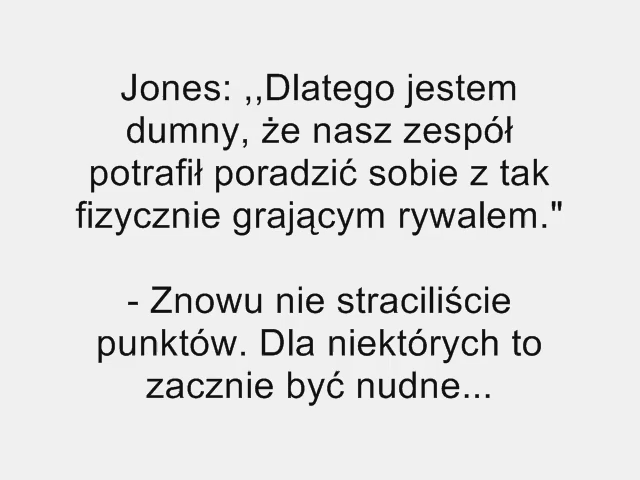 Jones: ,,Dlatego jestem
dumny, że nasz zespół
potrafił poradzić sobie z tak
fizycznie grającym rywalem."
- Znowu nie straciliście
punktów. Dla niektórych to
zacznie być nudne...